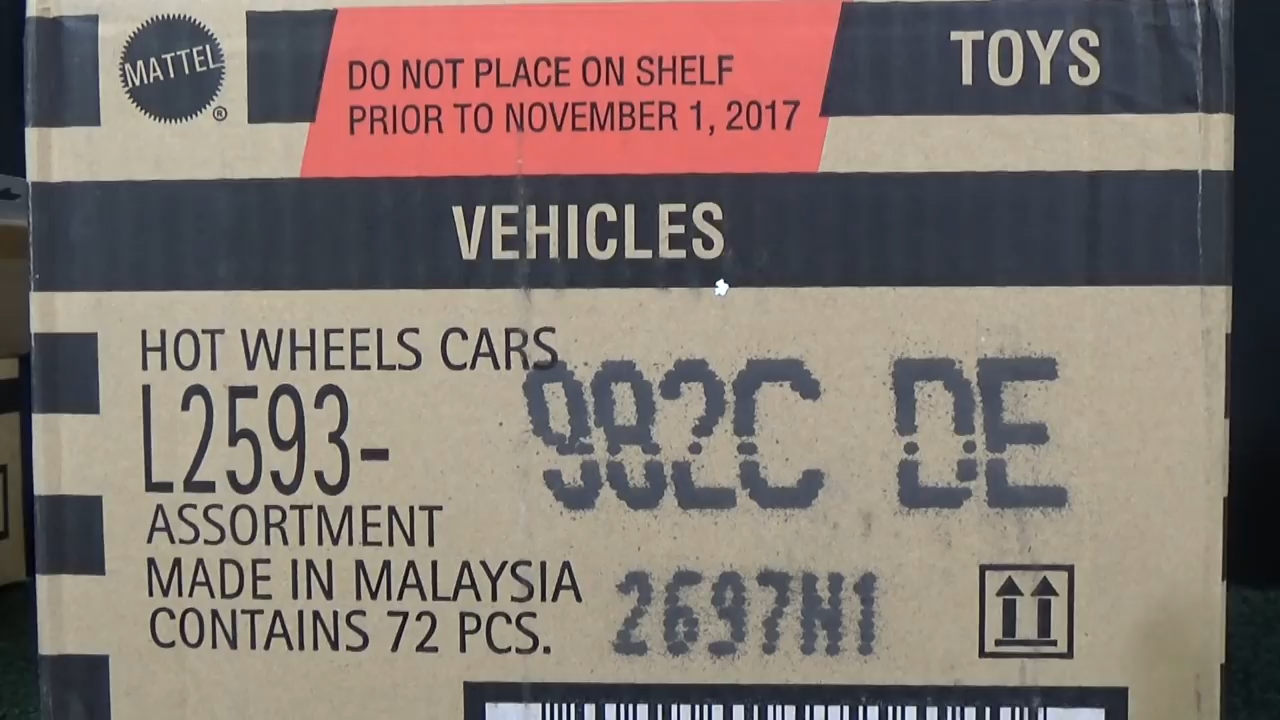 MATTEL
®
DO NOT PLACE ON SHELF
PRIOR TO NOVEMBER 1, 2017
TOYS
VEHICLES
HOT WHEELS CARS
L2593-
982C DE
ASSORTMENT
MADE IN MALAYSIA
2697N1
CONTAINS 72 PCS.